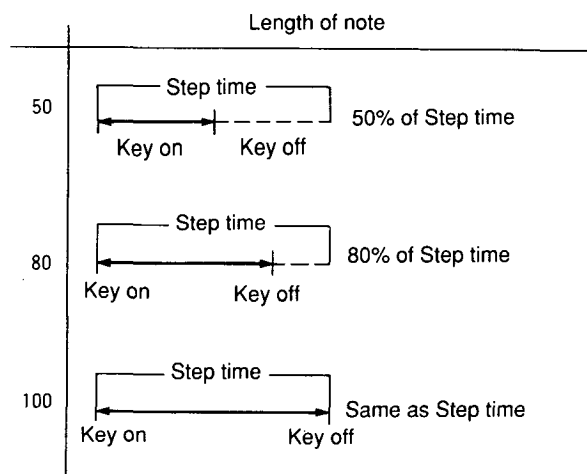 Length of note
50
Step time
50% of Step time
Key on Key off
80
Step time
80% of Step time
Key on Key off
100
Step time
Same as Step time
Key on Key off